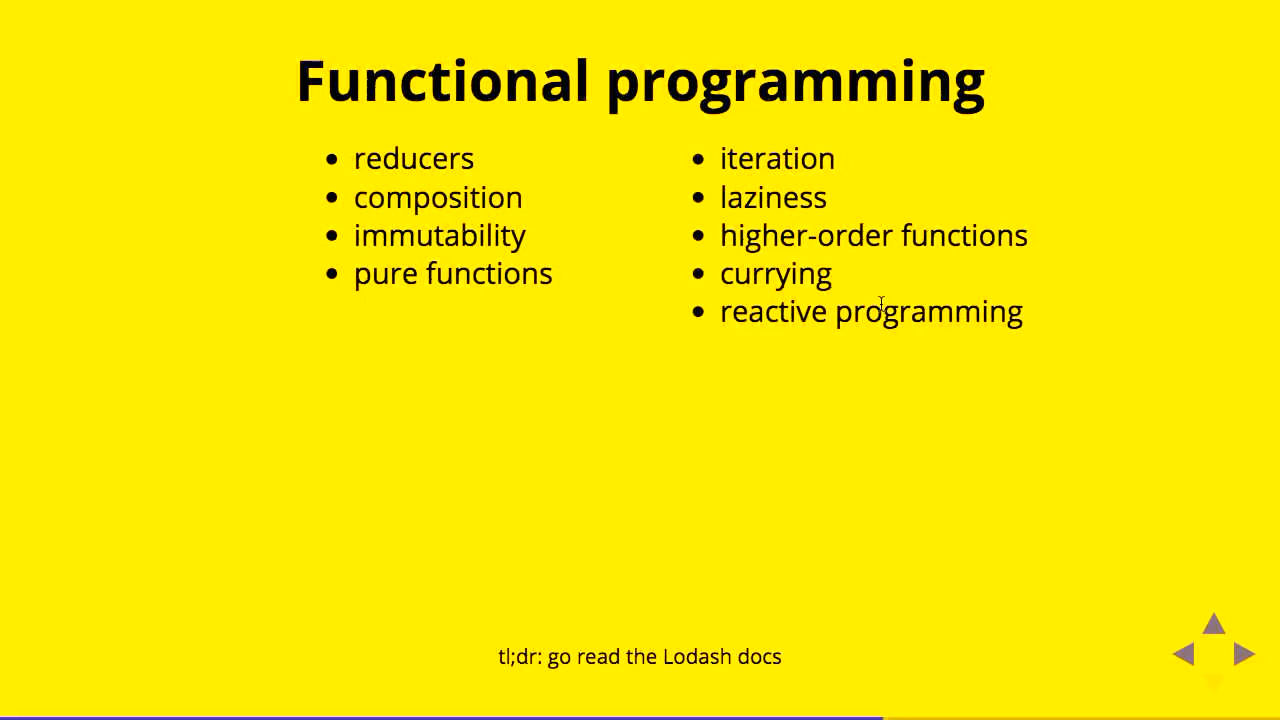 Functional programming
• reducers
• composition
• immutability
• pure functions
• iteration
• laziness
• higher-order functions
• currying
• reactive programming
tl;dr: go read the Lodash docs